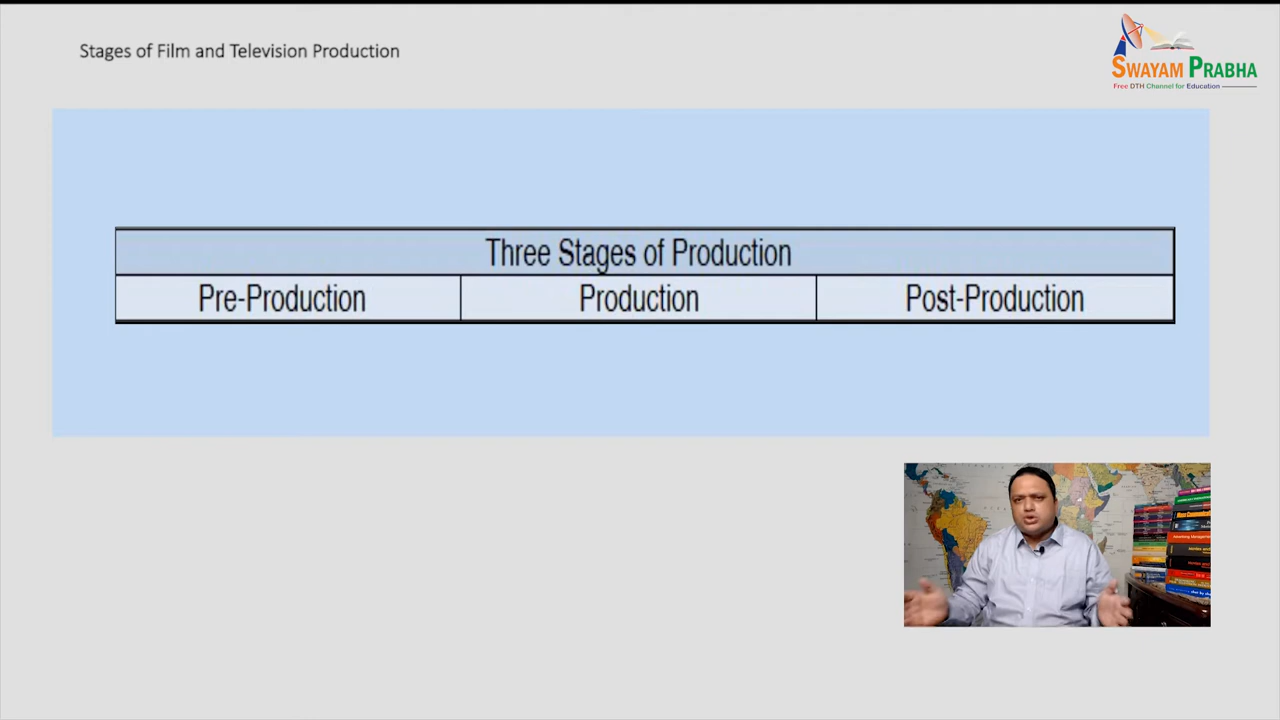 Stages of Film and Television Production
SWAYAM PRABHA
Free DTH Channel for Education
Three Stages of Production
Pre-Production Production Post-Production